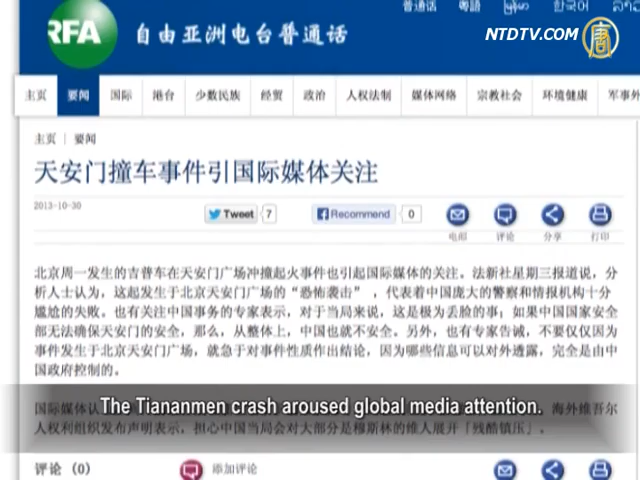 普通话 粤語 မြန်မာ 한국어 ລາວ
RFA 自由亚洲电台普通话
NTDTV.COM 唐
主页 要闻 国际 港台 少数民族 经贸 政治 人权法制 媒体网络 宗教社会 环境健康 军事外
主页 | 要闻
天安门撞车事件引国际媒体关注
2013-10-30
Tweet 7 Recommend 0
电邮 评论 分享 打印
北京周一发生的吉普车在天安门广场冲撞起火事件也引起国际媒体的关注。法新社星期三报道说，分
析人士认为，这起发生于北京天安门广场的“恐怖袭击”，代表着中国庞大的警察和情报机构十分
尴尬的失败。也有关注中国事务的专家表示，对于当局来说，这是极为丢脸的事；如果中国国家安全
部无法确保天安门的安全，那么，从整体上，中国也就不安全。另外，也有专家告诫，不要仅仅因为
事件发生于北京天安门广场，就急于对事件性质作出结论，因为哪些信息可以对外透露，完全是由中
国政府控制的。
The Tiananmen crash aroused global media attention.
国际媒体认 海外维吾尔
人权利组织发布声明表示，担心中国当局会对大部分是穆斯林的维人展开「残酷镇压」。
评论 (0) 添加评论